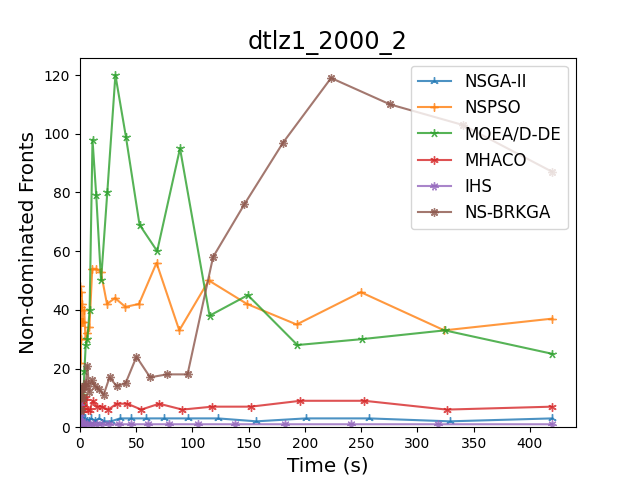 dtlz1_2000_2
Non-dominated Fronts
120
100
80
60
40
20
0
0 50 100 150 200 250 300 350 400
Time (s)
NSGA-II
NSPSO
MOEA/D-DE
MHACO
IHS
NS-BRKGA